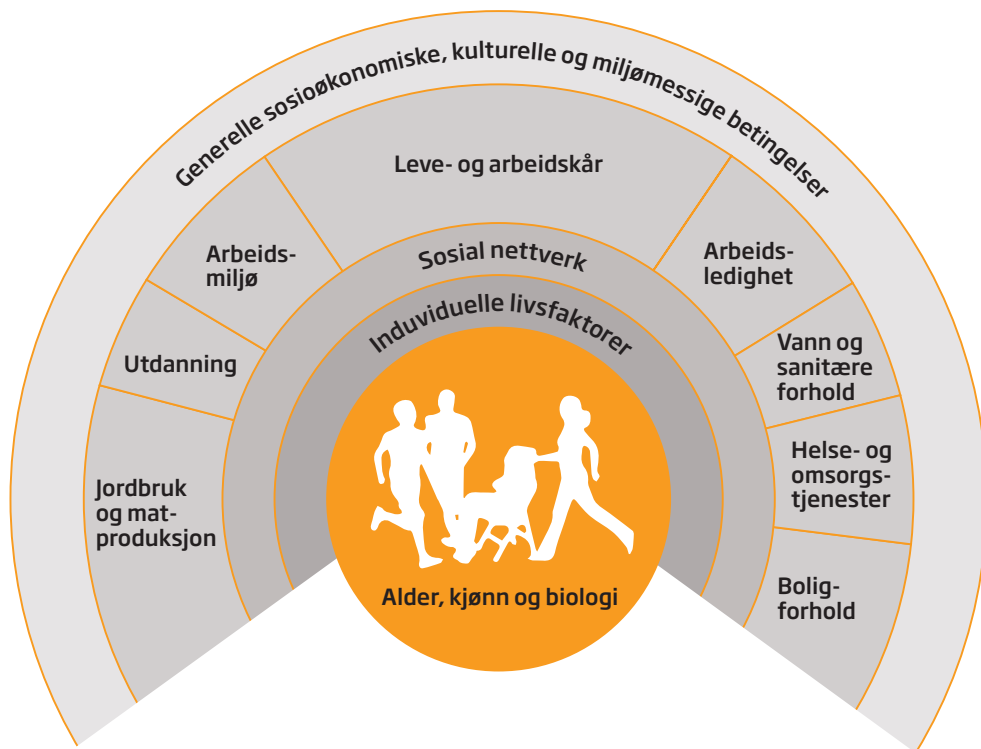 Generelle sosioøkonomiske, kulturelle og miljømessige betingelser
Leve- og arbeidskår
Arbeids-
miljø
Arbeids-
ledighet
Sosial nettverk
Induviduelle livsfaktorer
Utdanning
Vann og
sanitære
forhold
Jordbruk
og mat-
produksjon
Helse- og
omsorgs-
tjenester
Bolig-
forhold
Alder, kjønn og biologi